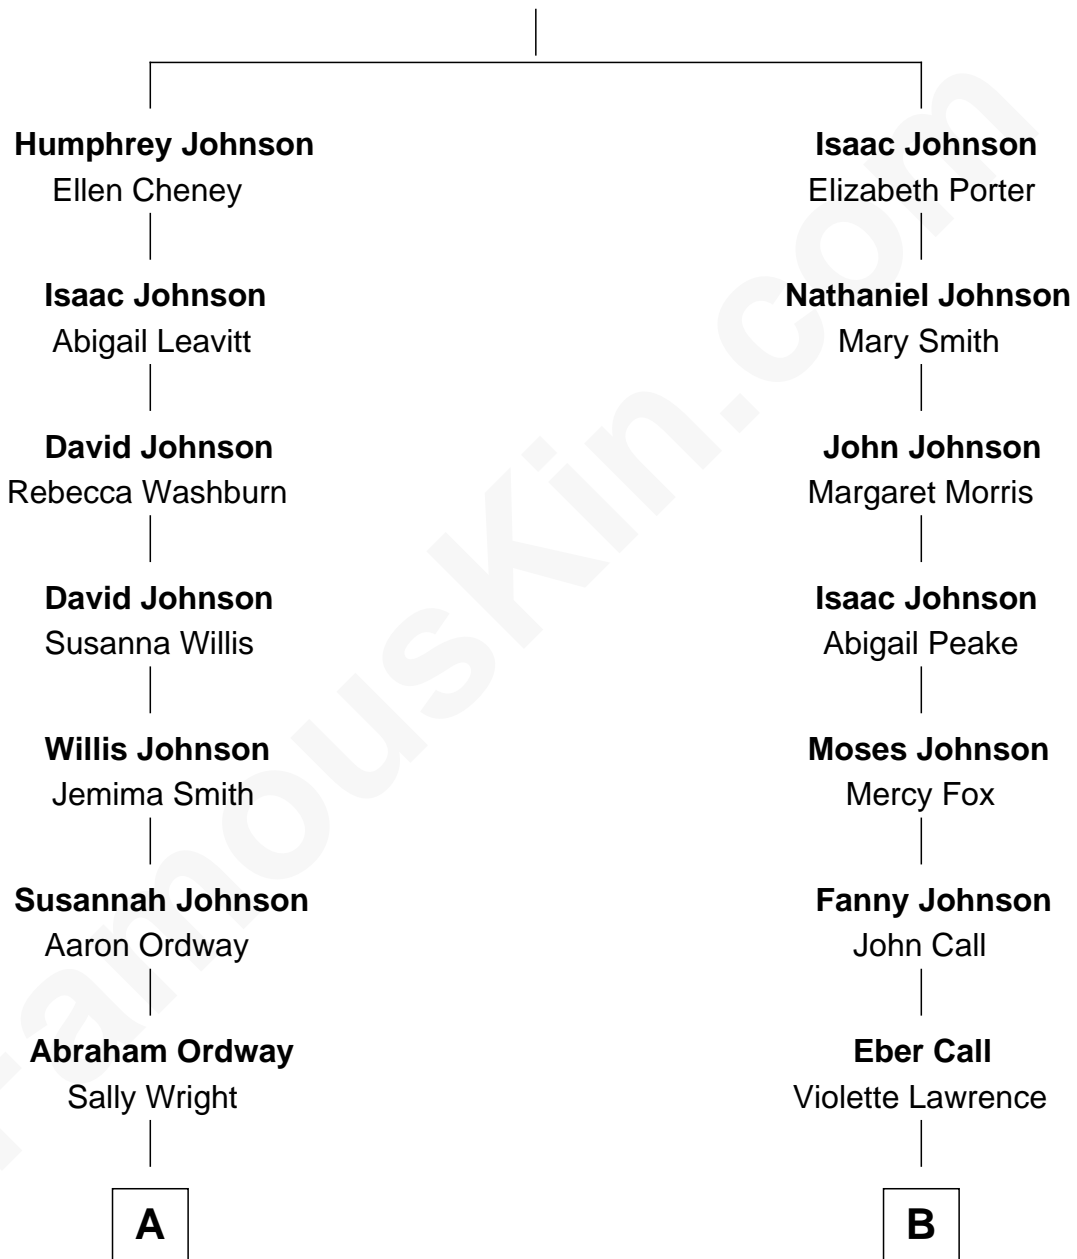 Humphrey Johnson
Ellen Cheney
Isaac Johnson
Abigail Leavitt
David Johnson
Rebecca Washburn
David Johnson
Susanna Willis
Willis Johnson
Jemima Smith
Susannah Johnson
Aaron Ordway
Abraham Ordway
Sally Wright
A
Isaac Johnson
Elizabeth Porter
Nathaniel Johnson
Mary Smith
John Johnson
Margaret Morris
Isaac Johnson
Abigail Peake
Moses Johnson
Mercy Fox
Fanny Johnson
John Call
Eber Call
Violette Lawrence
B
FamousKin.com